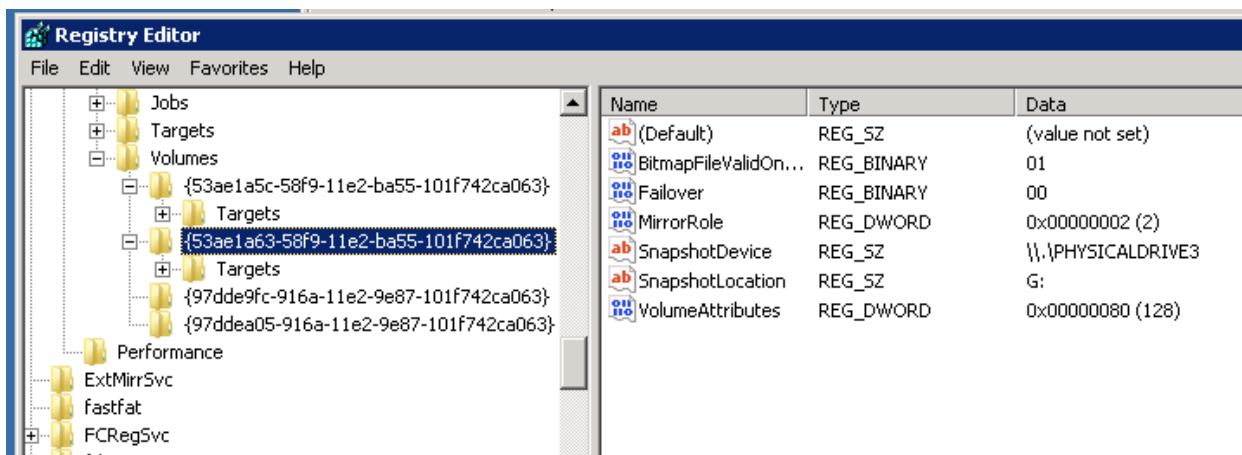 Registry Editor
File Edit View Favorites Help
Jobs
Targets
Volumes
{53ae1a5c-58f9-11e2-ba55-101f742ca063}
Targets
{53ae1a63-58f9-11e2-ba55-101f742ca063}
Targets
{97dde9fc-916a-11e2-9e87-101f742ca063}
{97ddea05-916a-11e2-9e87-101f742ca063}
Performance
ExtMirrSvc
fastfat
FCRegSvc
Name Type Data
(Default) REG_SZ (value not set)
BitmapFileValidOn... REG_BINARY 01
Failover REG_BINARY 00
MirrorRole REG_DWORD 0x00000002 (2)
SnapshotDevice REG_SZ \\.\PHYSICALDRIVE3
SnapshotLocation REG_SZ G:
VolumeAttributes REG_DWORD 0x00000080 (128)